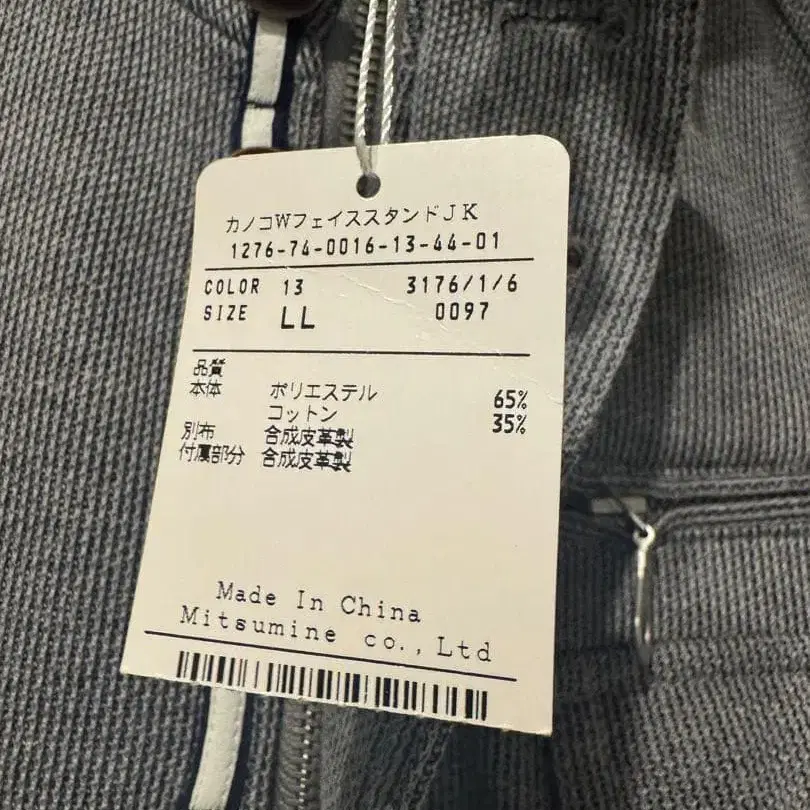 カノコWフェイススタンドJK
1276-74-0016-13-44-01
COLOR 13 3176/1/6
SIZE LL 0097
品質
本体 ポリエステル 65%
コットン 35%
別布 合成皮革製
付属部分 合成皮革製
Made In China
Mitsumine co.,Ltd